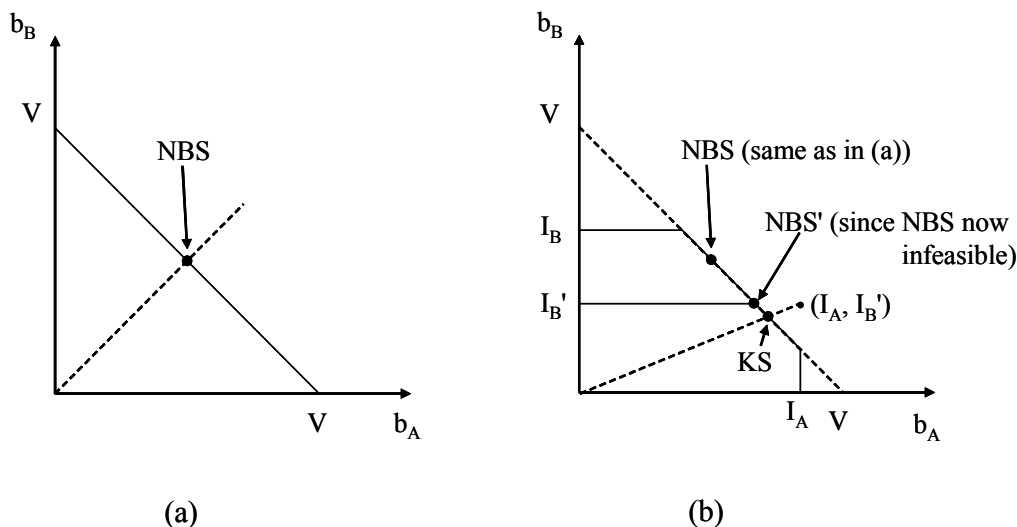 b_B
V
NBS
V
b_A
(a)
b_B
V
NBS (same as in (a))
I_B
NBS' (since NBS now
infeasible)
I_B'
(I_A, I_B')
KS
I_A V
b_A
(b)